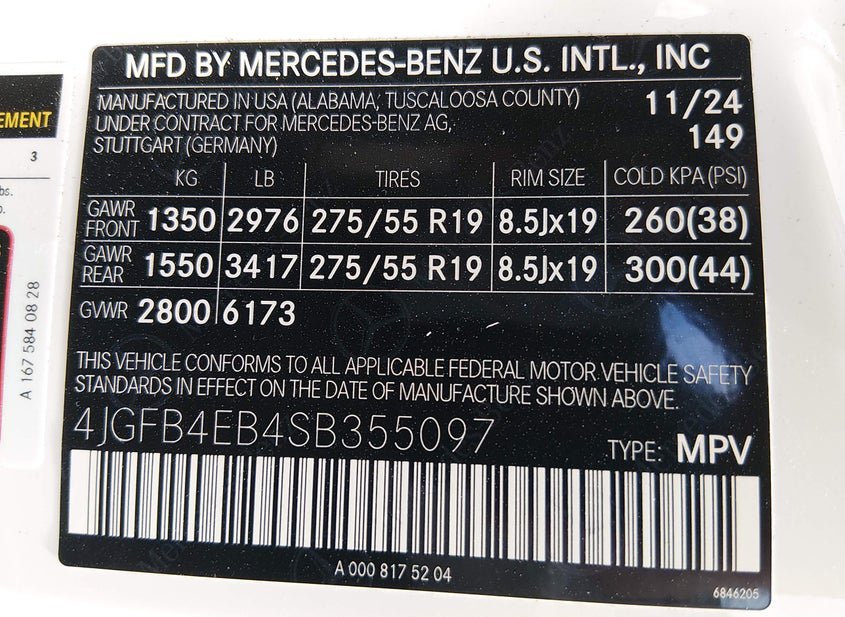 MFD BY MERCEDES-BENZ U.S. INTL., INC
MANUFACTURED IN USA (ALABAMA, TUSCALOOSA COUNTY) 11/24
UNDER CONTRACT FOR MERCEDES-BENZ AG, 149
STUTTGART (GERMANY)
KG LB TIRES RIM SIZE COLD KPA (PSI)
GAWR FRONT 1350 2976 275/55 R19 8.5Jx19 260(38)
GAWR REAR 1550 3417 275/55 R19 8.5Jx19 300(44)
GVWR 2800 6173
THIS VEHICLE CONFORMS TO ALL APPLICABLE FEDERAL MOTOR VEHICLE SAFETY
STANDARDS IN EFFECT ON THE DATE OF MANUFACTURE SHOWN ABOVE.
4JGFB4EB4SB355097 TYPE: MPV
A 000 817 52 04
6846205
EMENT
3
bs.
A 167 584 08 28